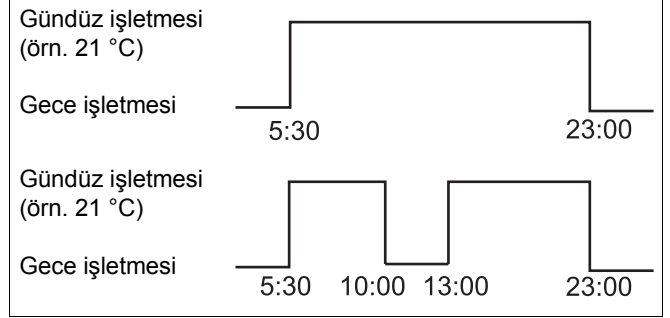 Gündüz işletmesi
(örn. 21 °C)
Gece işletmesi
5:30 23:00
Gündüz işletmesi
(örn. 21 °C)
Gece işletmesi
5:30 10:00 13:00 23:00